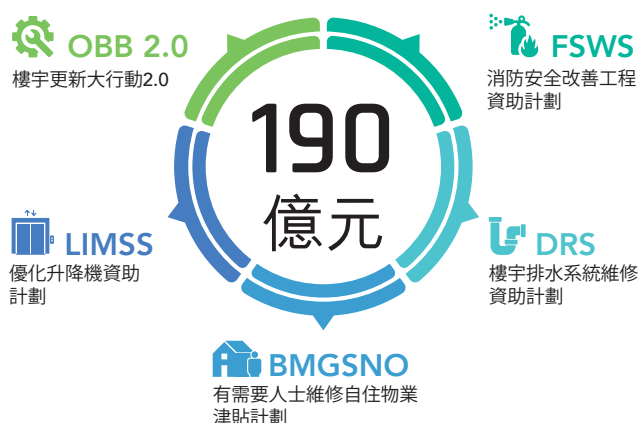 OBB 2.0
樓宇更新大行動2.0
FSWS
消防安全改善工程
資助計劃
190
億元
LIMSS
優化升降機資助
計劃
DRS
樓宇排水系統維修
資助計劃
BMGSNO
有需要人士維修自住物業
津貼計劃